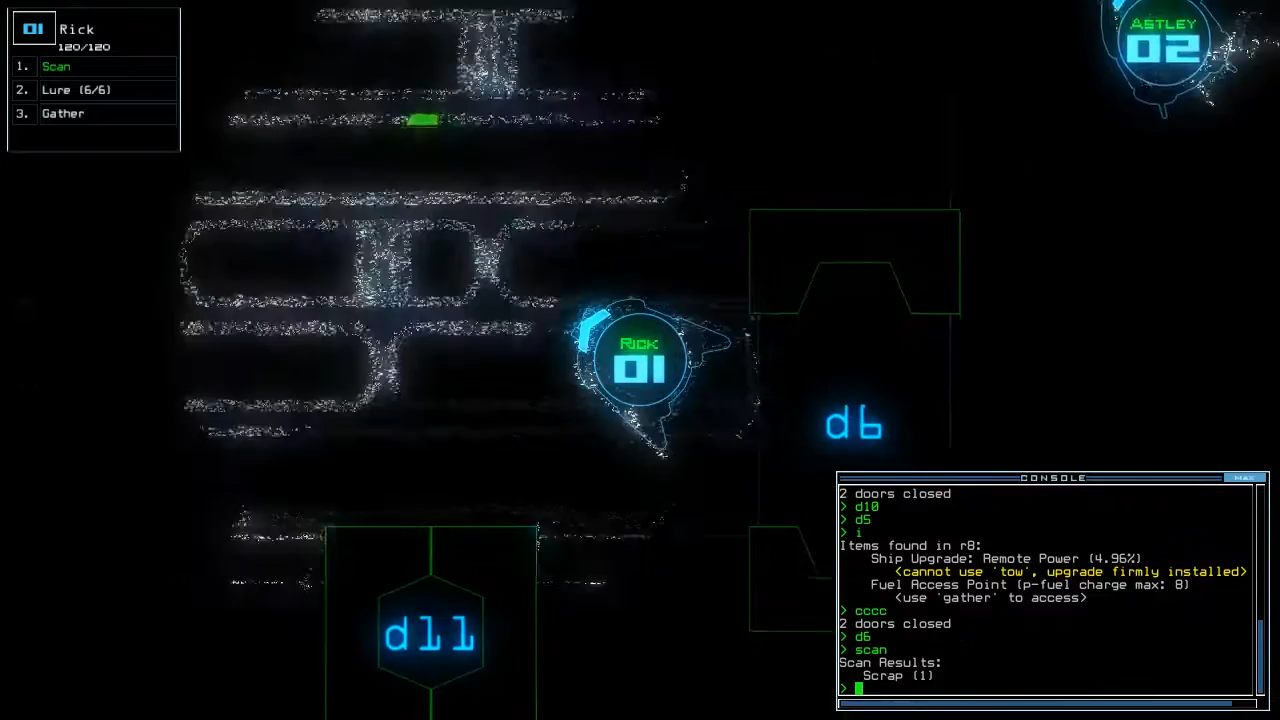 01 Rick
120/120
1. Scan
2. Lure (6/6)
3. Gather
ASTLEY
02
Rick
01
d6
d11
CONSOLE
MAX
2 doors closed
> d10
> d5
> i
Items found in r8:
Ship Upgrade: Remote Power (4.96%)
<cannot use 'tow', upgrade firmly installed>
Fuel Access Point (p-fuel charge max: 8)
<use 'gather' to access>
> cccc
2 doors closed
> d6
> scan
Scan Results:
Scrap (1)
>